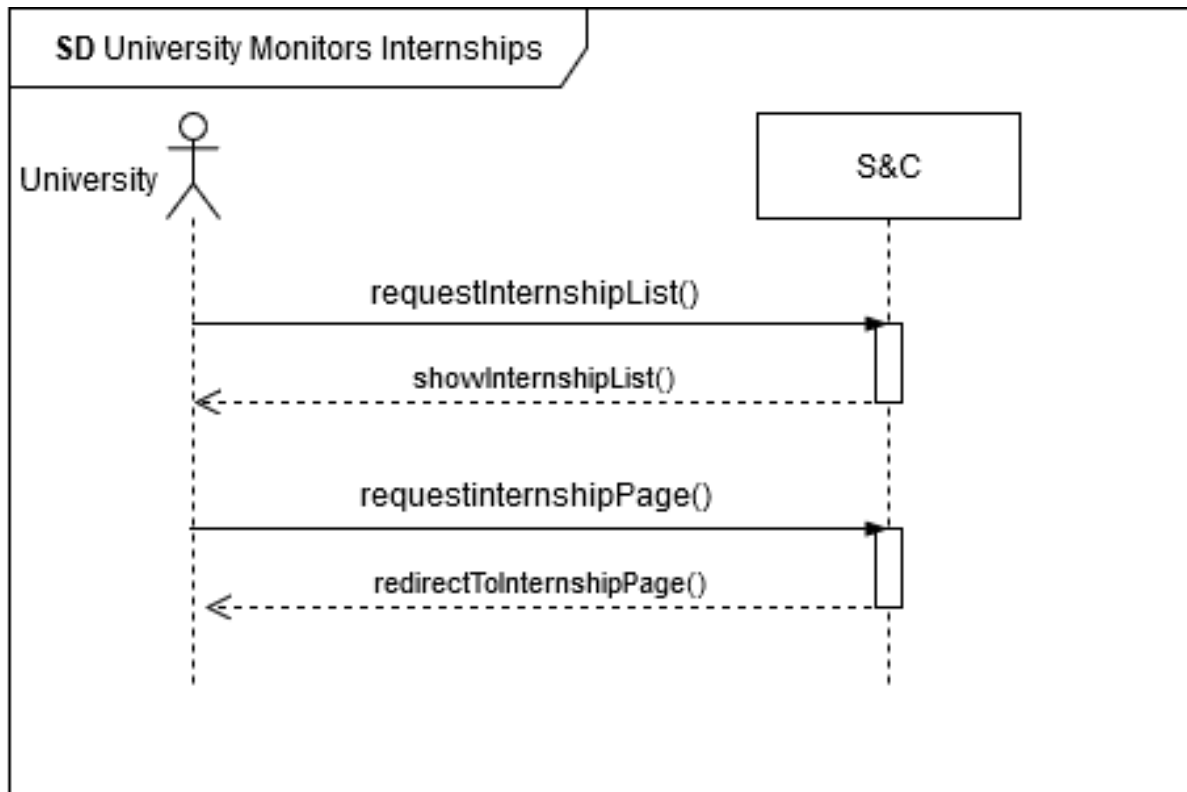 SD University Monitors Internships
University
S&C
requestInternshipList()
showInternshipList()
requestinternshipPage()
redirectToInternshipPage()